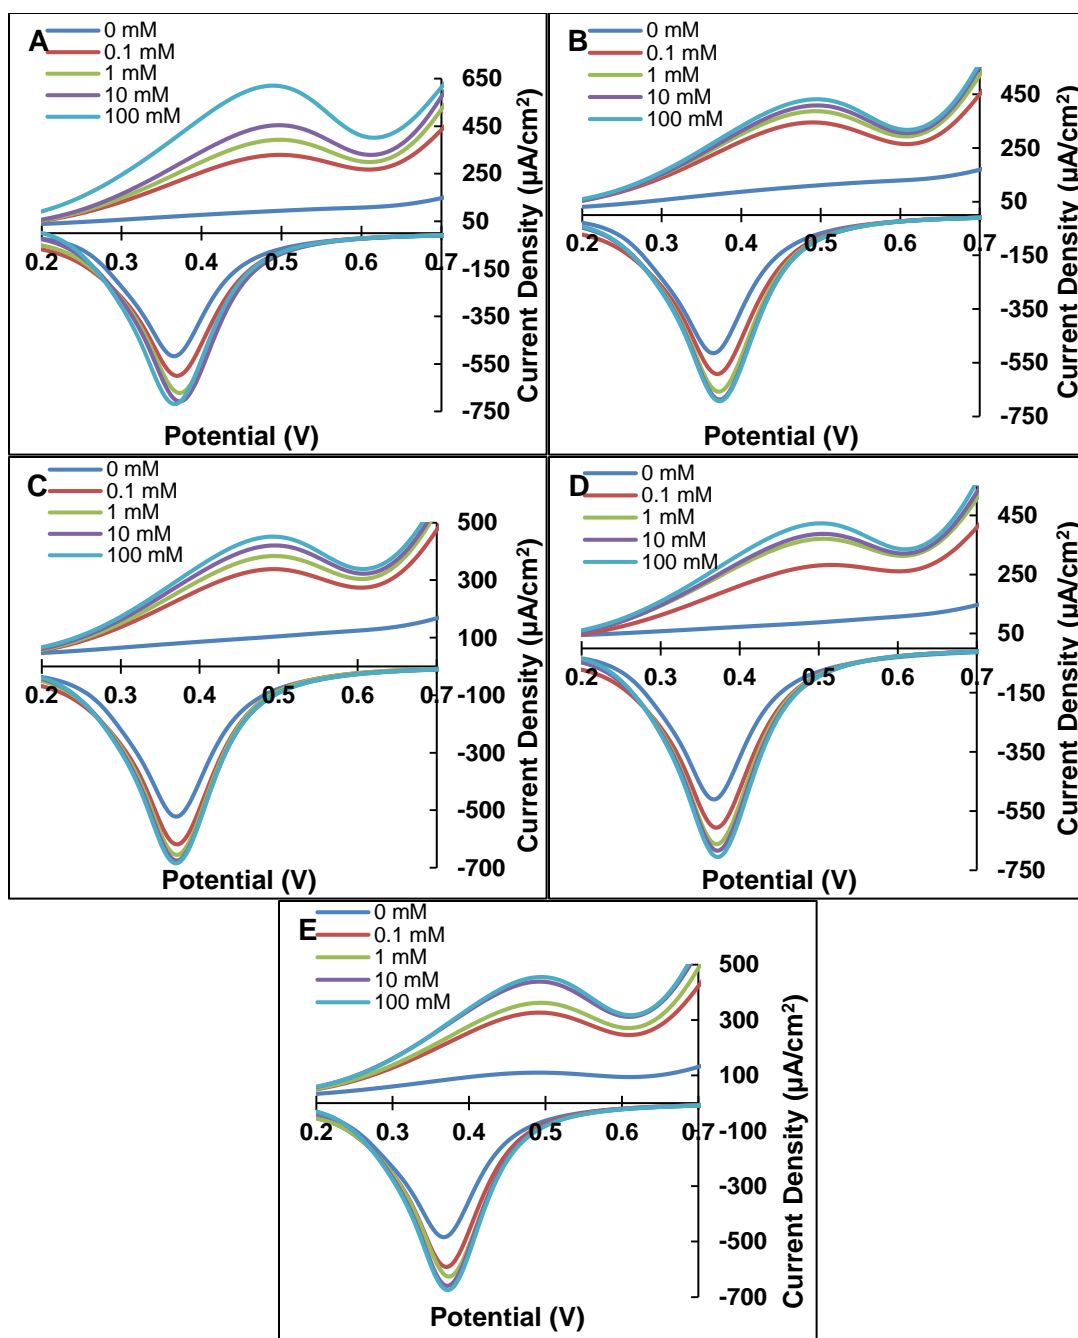 A
0 mM
0.1 mM
1 mM
10 mM
100 mM
650
450
250
50
-150
-350
-550
-750
0.2 0.3 0.4 0.5 0.6 0.7
Current Density (µA/cm²)
Potential (V)
B
0 mM
0.1 mM
1 mM
10 mM
100 mM
450
250
50
-150
-350
-550
-750
0.2 0.3 0.4 0.5 0.6 0.7
Current Density (µA/cm²)
Potential (V)
C
0 mM
0.1 mM
1 mM
10 mM
100 mM
500
300
100
-100
-300
-500
-700
0.2 0.3 0.4 0.5 0.6 0.7
Current Density (µA/cm²)
Potential (V)
D
0 mM
0.1 mM
1 mM
10 mM
100 mM
450
250
50
-150
-350
-550
-750
0.2 0.3 0.4 0.5 0.6 0.7
Current Density (µA/cm²)
Potential (V)
E
0 mM
0.1 mM
1 mM
10 mM
100 mM
500
300
100
-100
-300
-500
-700
0.2 0.3 0.4 0.5 0.6 0.7
Current Density (µA/cm²)
Potential (V)